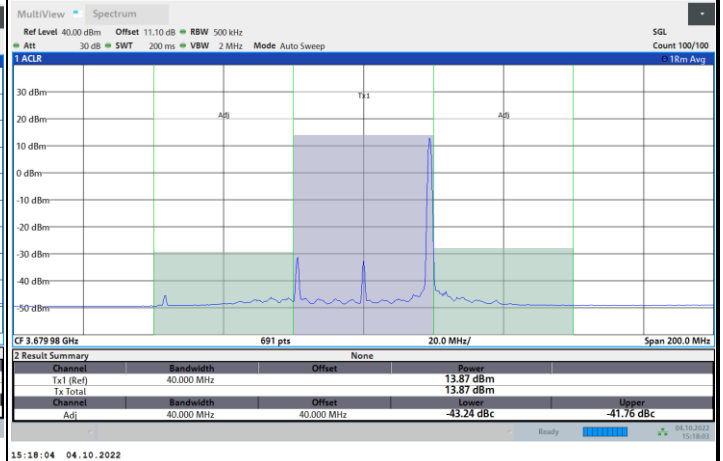 MultiView Spectrum
Ref Level 40.00 dBm Offset 11.10 dB RBW 500 kHz SGL
Att 30 dB SWT 200 ms VBW 2 MHz Mode Auto Sweep Count 100/100
1 ACLR 1Rm Avg
Tx1
30 dBm
Adj Adj
20 dBm
10 dBm
0 dBm
-10 dBm
-20 dBm
-30 dBm
-40 dBm
-50 dBm
CF 3.679 98 GHz 691 pts 20.0 MHz/ Span 200.0 MHz
2 Result Summary None
Channel Bandwidth Offset Power
Tx1 (Ref) 40.000 MHz 13.87 dBm
Tx Total 13.87 dBm
Channel Bandwidth Offset Lower Upper
Adj 40.000 MHz 40.000 MHz -43.24 dBc -41.76 dBc
Ready 04.10.2022
15:18:03
15:18:04 04.10.2022